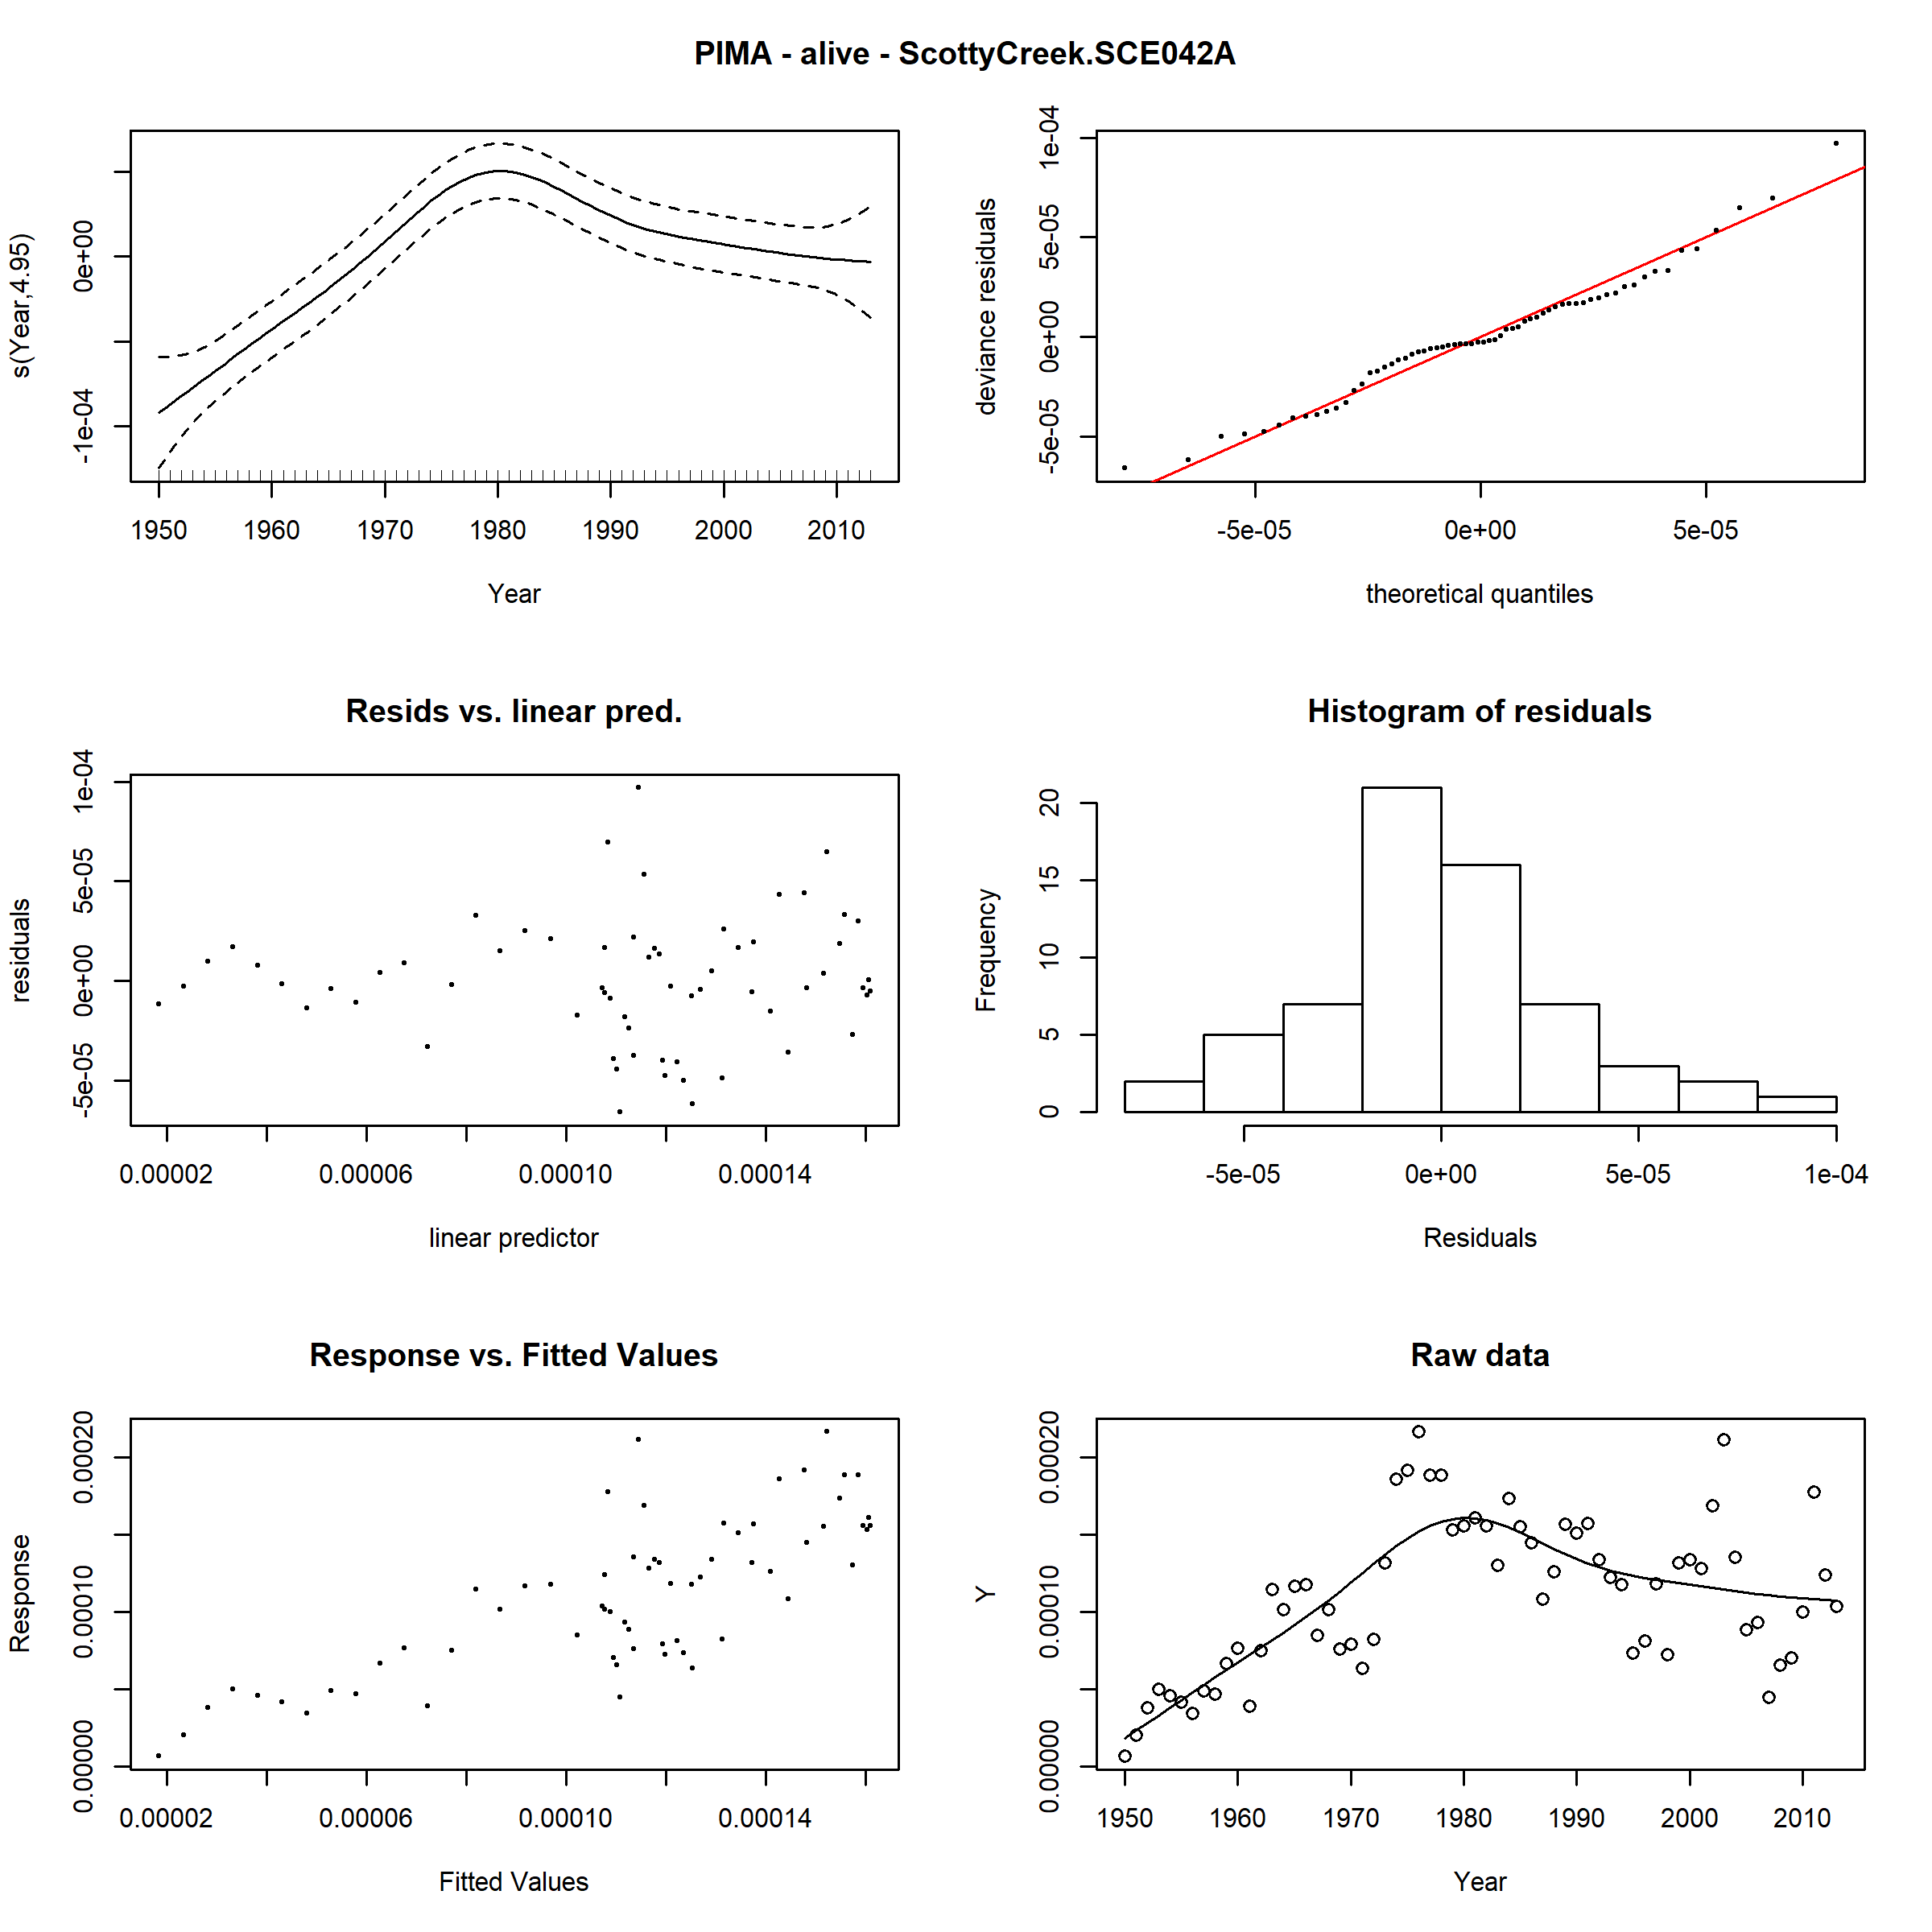 PIMA - alive - ScottyCreek.SCE042A
s(Year,4.95)
-1e-04 0e+00
1950 1960 1970 1980 1990 2000 2010
Year
deviance residuals
-5e-05 0e+00 5e-05 1e-04
-5e-05 0e+00 5e-05
theoretical quantiles
Resids vs. linear pred.
residuals
-5e-05 0e+00 5e-05 1e-04
0.00002 0.00006 0.00010 0.00014
linear predictor
Histogram of residuals
Frequency
0 5 10 15 20
-5e-05 0e+00 5e-05 1e-04
Residuals
Response vs. Fitted Values
Response
0.00000 0.00010 0.00020
0.00002 0.00006 0.00010 0.00014
Fitted Values
Raw data
Y
0.00000 0.00010 0.00020
1950 1960 1970 1980 1990 2000 2010
Year